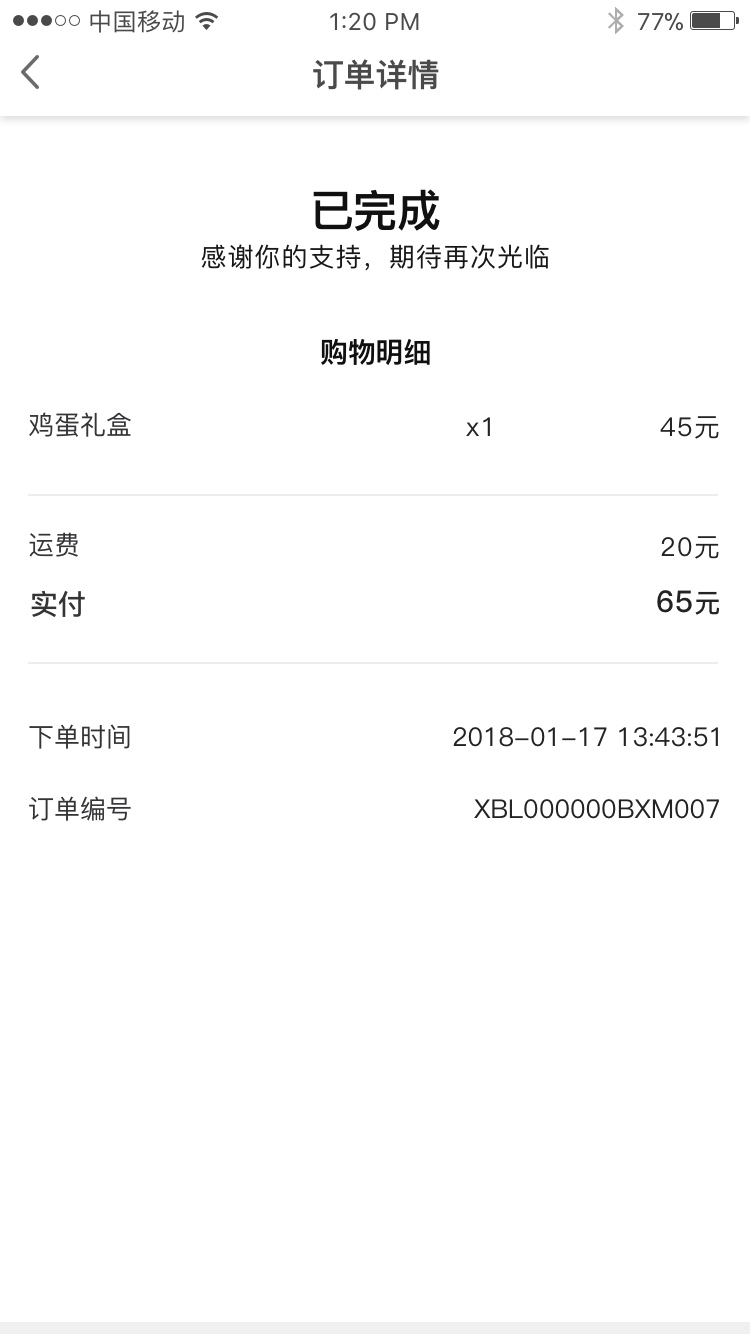 中国移动 1:20 PM 77%
订单详情
已完成
感谢你的支持，期待再次光临
购物明细
鸡蛋礼盒 x1 45元
运费 20元
实付 65元
下单时间 2018-01-17 13:43:51
订单编号 XBL000000BXM007